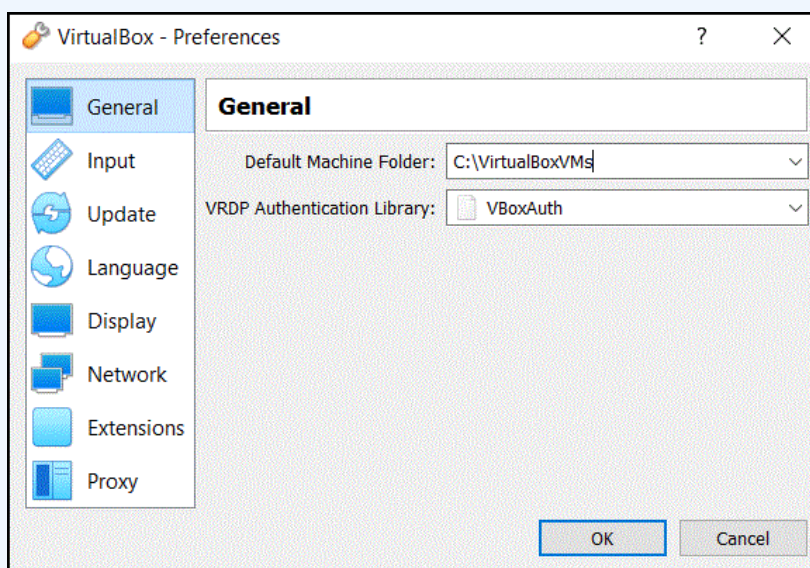 VirtualBox - Preferences
?
General
Input
Update
Language
Display
Network
Extensions
Proxy
General
Default Machine Folder: C:\VirtualBoxVMs
VRDP Authentication Library: VBoxAuth
OK Cancel